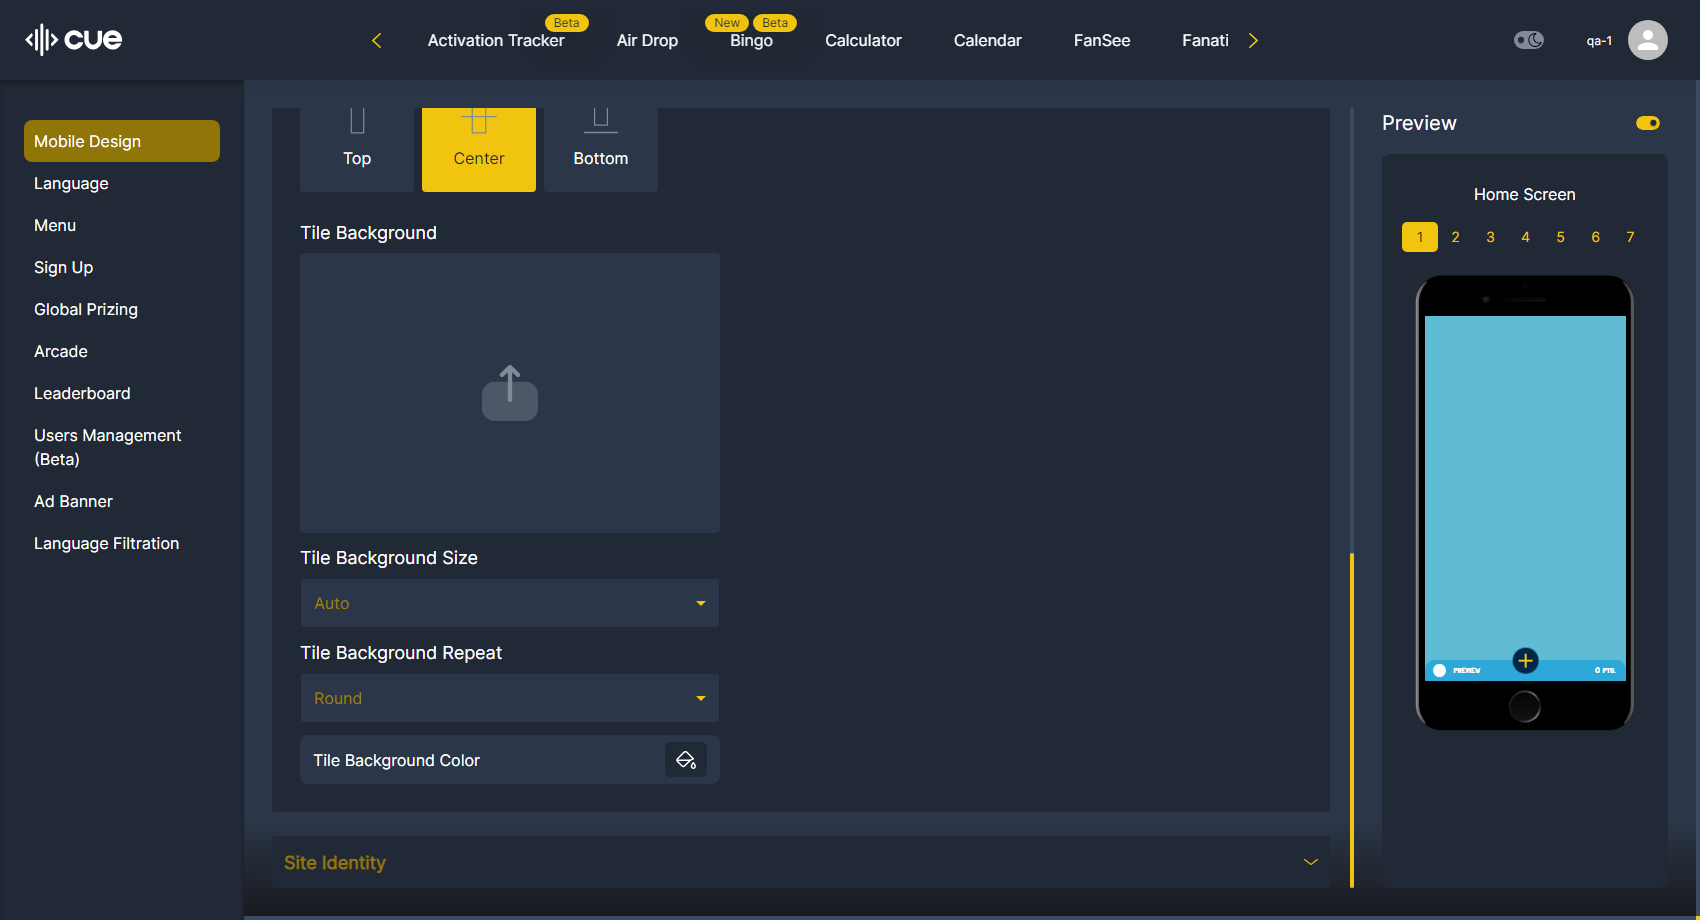 cue
Beta
New
Beta
Activation Tracker
Air Drop
Bingo
Calculator
Calendar
FanSee
Fanati
qa-1
Mobile Design
Language
Menu
Sign Up
Global Prizing
Arcade
Leaderboard
Users Management
(Beta)
Ad Banner
Language Filtration
Top
Center
Bottom
Tile Background
Tile Background Size
Auto
Tile Background Repeat
Round
Tile Background Color
Site Identity
Preview
Home Screen
1 2 3 4 5 6 7
PREVIEW
0 PTS.